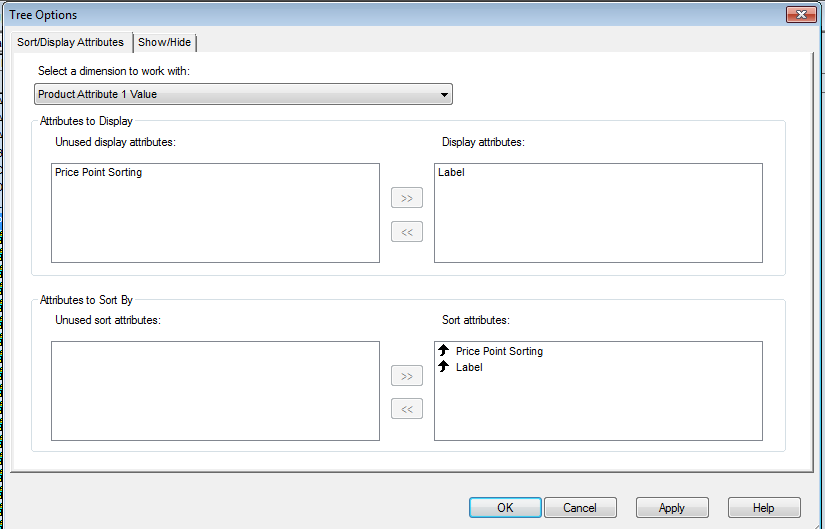 Tree Options
Sort/Display Attributes Show/Hide
Select a dimension to work with:
Product Attribute 1 Value
Attributes to Display
Unused display attributes: Display attributes:
Price Point Sorting Label
>>
<<
Attributes to Sort By
Unused sort attributes: Sort attributes:
Price Point Sorting
Label
>>
<<
OK Cancel Apply Help